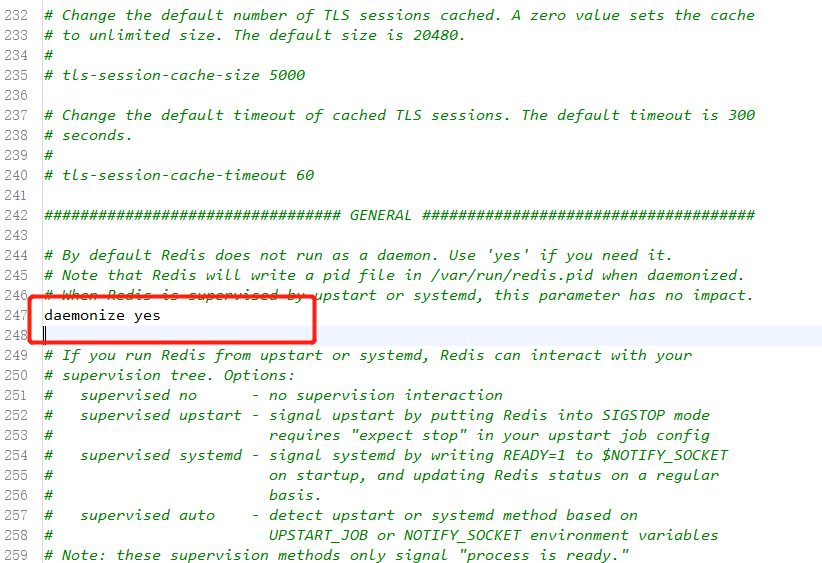 232 # Change the default number of TLS sessions cached. A zero value sets the cache
233 # to unlimited size. The default size is 20480.
234 #
235 # tls-session-cache-size 5000
236
237 # Change the default timeout of cached TLS sessions. The default timeout is 300
238 # seconds.
239 #
240 # tls-session-cache-timeout 60
241
242 ################################# GENERAL #####################################
243
244 # By default Redis does not run as a daemon. Use 'yes' if you need it.
245 # Note that Redis will write a pid file in /var/run/redis.pid when daemonized.
246 # When Redis is supervised by upstart or systemd, this parameter has no impact.
247 daemonize yes
248
249 # If you run Redis from upstart or systemd, Redis can interact with your
250 # supervision tree. Options:
251 #   supervised no      - no supervision interaction
252 #   supervised upstart - signal upstart by putting Redis into SIGSTOP mode
253 #                        requires "expect stop" in your upstart job config
254 #   supervised systemd - signal systemd by writing READY=1 to $NOTIFY_SOCKET
255 #                        on startup, and updating Redis status on a regular
256 #                        basis.
257 #   supervised auto    - detect upstart or systemd method based on
258 #                        UPSTART_JOB or NOTIFY_SOCKET environment variables
259 # Note: these supervision methods only signal "process is ready."